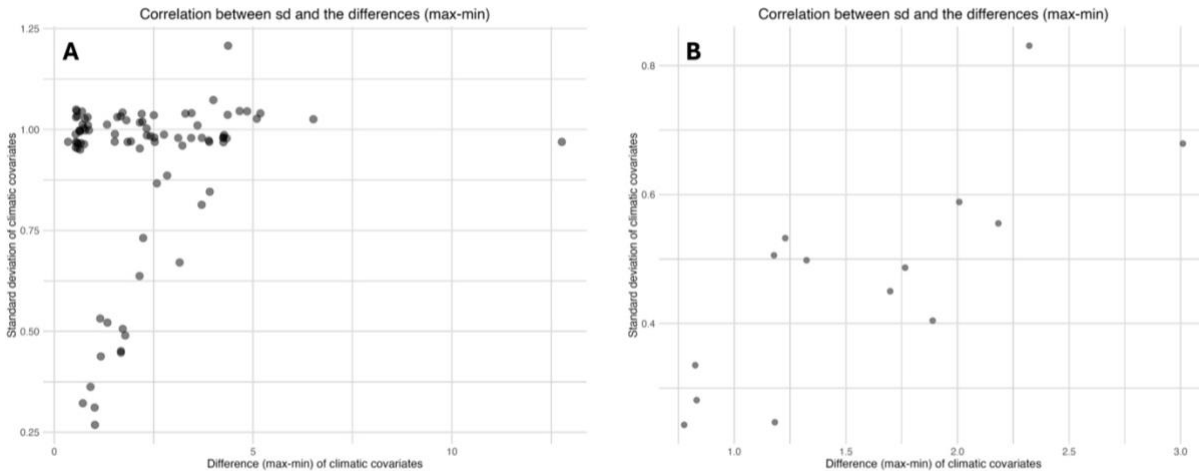 Correlation between sd and the differences (max-min)
A
Standard deviation of climatic covariates
1.25
1.00
0.75
0.50
0.25
0
5
10
Difference (max-min) of climatic covariates
Correlation between sd and the differences (max-min)
B
Standard deviation of climatic covariates
0.8
0.6
0.4
1.0
1.5
2.0
2.5
3.0
Difference (max-min) of climatic covariates